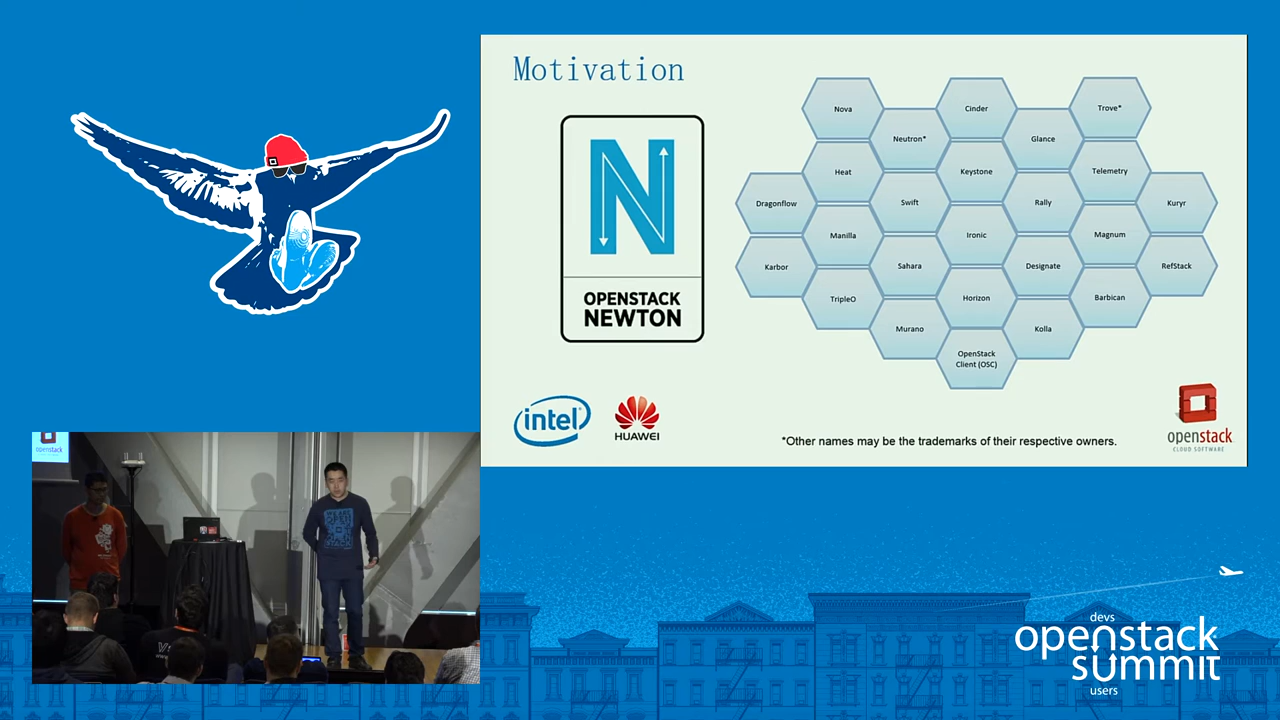 Motivation
N
OPENSTACK
NEWTON
Nova
Cinder
Trove*
Neutron*
Glance
Heat
Keystone
Telemetry
Dragonflow
Swift
Rally
Kuryr
Manilla
Ironic
Magnum
Karbor
Sahara
Designate
RefStack
TripleO
Horizon
Barbican
Murano
Kolla
OpenStack
Client (OSC)
intel
HUAWEI
*Other names may be the trademarks of their respective owners.
openstack
CLOUD SOFTWARE
openstack
devs
openstack
summit
users